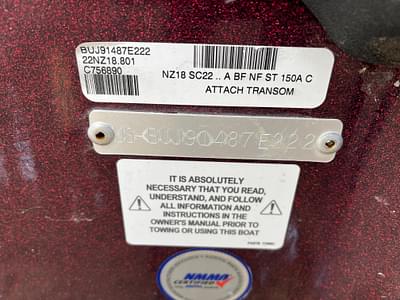 BUJ91487E222
22NZ18.801
C756890
NZ18 SC22 .. A BF NF ST 150A C
ATTACH TRANSOM
US-BUJ91487E222
IT IS ABSOLUTELY
NECESSARY THAT YOU READ,
UNDERSTAND, AND FOLLOW
ALL INFORMATION AND
INSTRUCTIONS IN THE
OWNER'S MANUAL PRIOR TO
TOWING OR USING THIS BOAT
NMMA
CERTIFIED